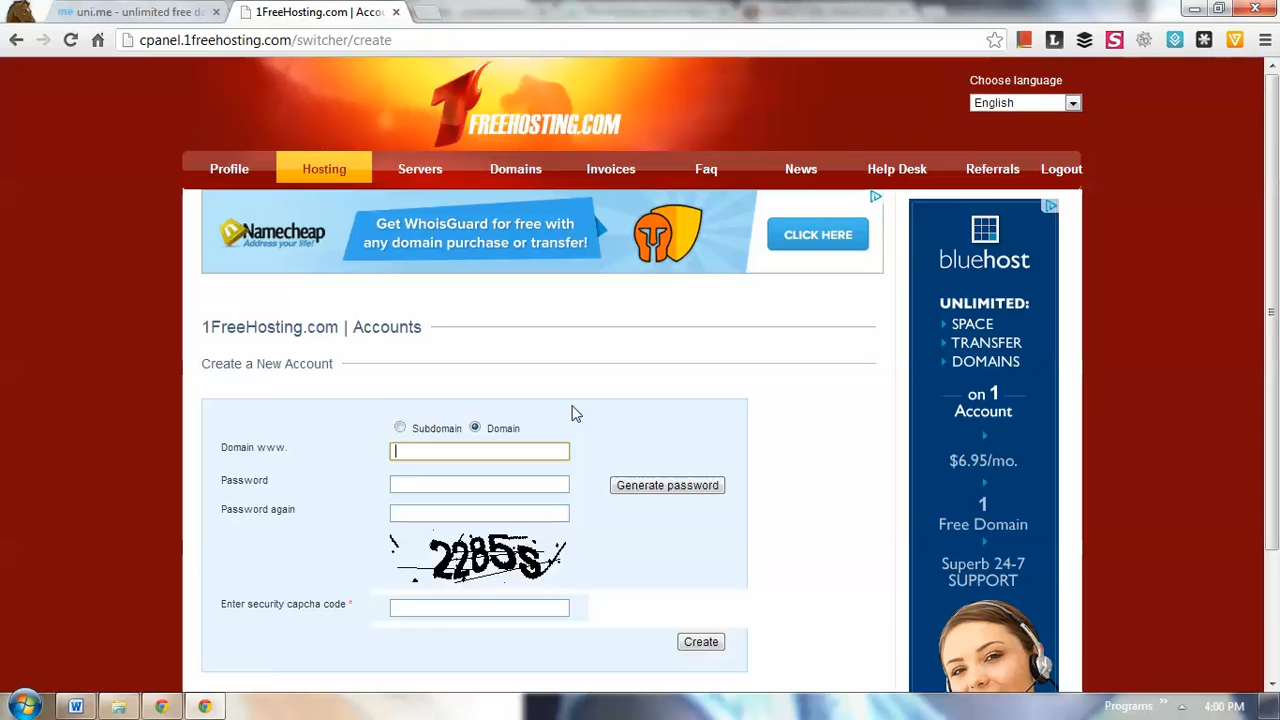 me uni.me - unlimited free do
1FreeHosting.com | Accou
cpanel.1freehosting.com/switcher/create
Choose language
English
1FREEHOSTING.COM
Profile Hosting Servers Domains Invoices Faq News Help Desk Referrals Logout
Namecheap
Address your life!
Get WhoisGuard for free with
any domain purchase or transfer!
CLICK HERE
bluehost
UNLIMITED:
SPACE
TRANSFER
DOMAINS
on 1
Account
$6.95/mo.
1
Free Domain
Superb 24-7
SUPPORT
1FreeHosting.com | Accounts
Create a New Account
Subdomain Domain
Domain www.
Password
Generate password
Password again
2285s
Enter security capcha code *
Create
Programs
4:00 PM